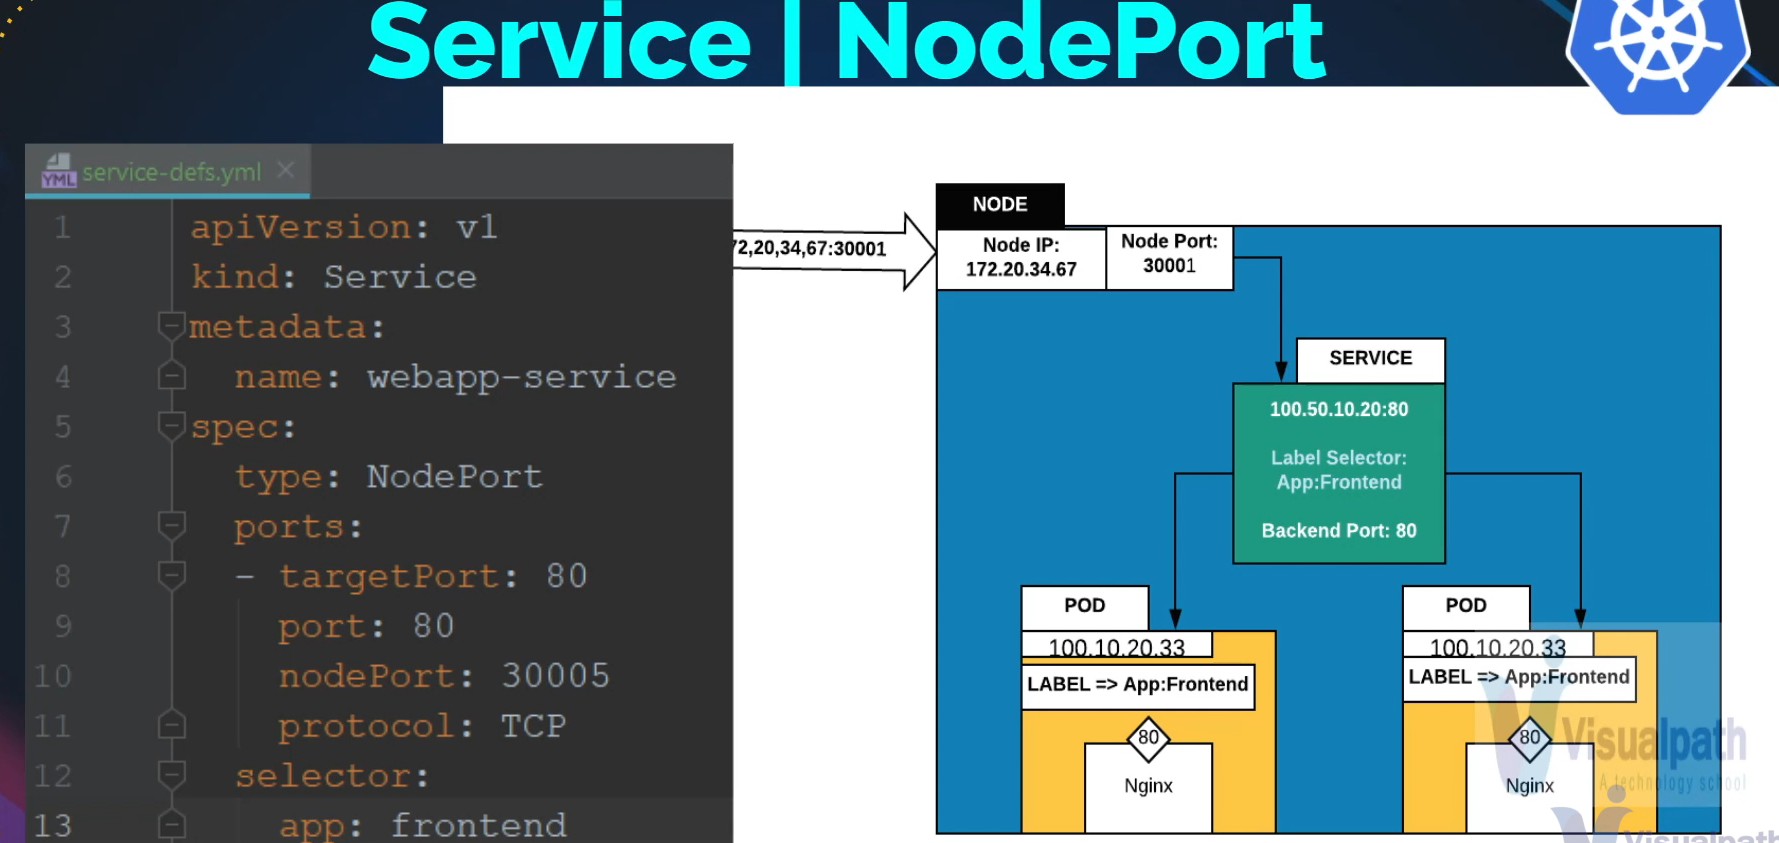 Service | NodePort
service-defs.yml
1 apiVersion: v1
2 kind: Service
3 metadata:
4 name: webapp-service
5 spec:
6 type: NodePort
7 ports:
8 - targetPort: 80
9 port: 80
10 nodePort: 30005
11 protocol: TCP
12 selector:
13 app: frontend
72,20,34,67:30001
NODE
Node IP:
172.20.34.67
Node Port:
30001
SERVICE
100.50.10.20:80
Label Selector:
App:Frontend
Backend Port: 80
POD
100.10.20.33
LABEL => App:Frontend
80
Nginx
POD
100.10.20.33
LABEL => App:Frontend
80
Nginx
Visualpath
A technology school
Visualpath
YML